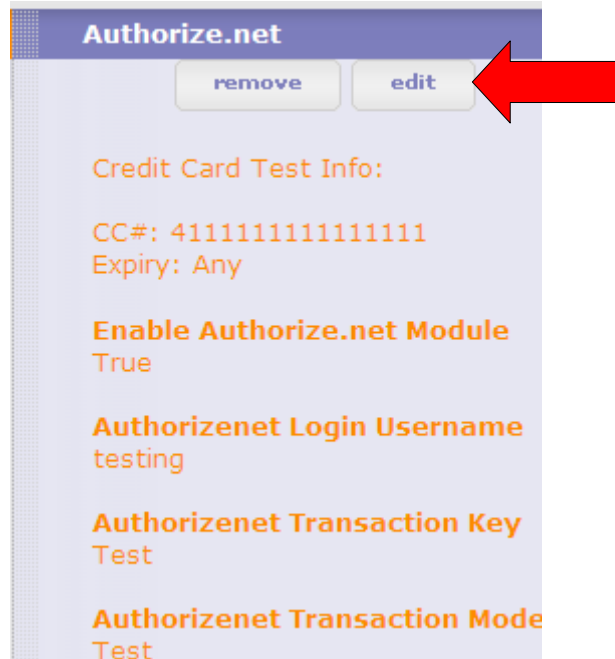 Authorize.net
remove edit
Credit Card Test Info:
CC#: 4111111111111111
Expiry: Any
Enable Authorize.net Module
True
Authorizenet Login Username
testing
Authorizenet Transaction Key
Test
Authorizenet Transaction Mode
Test